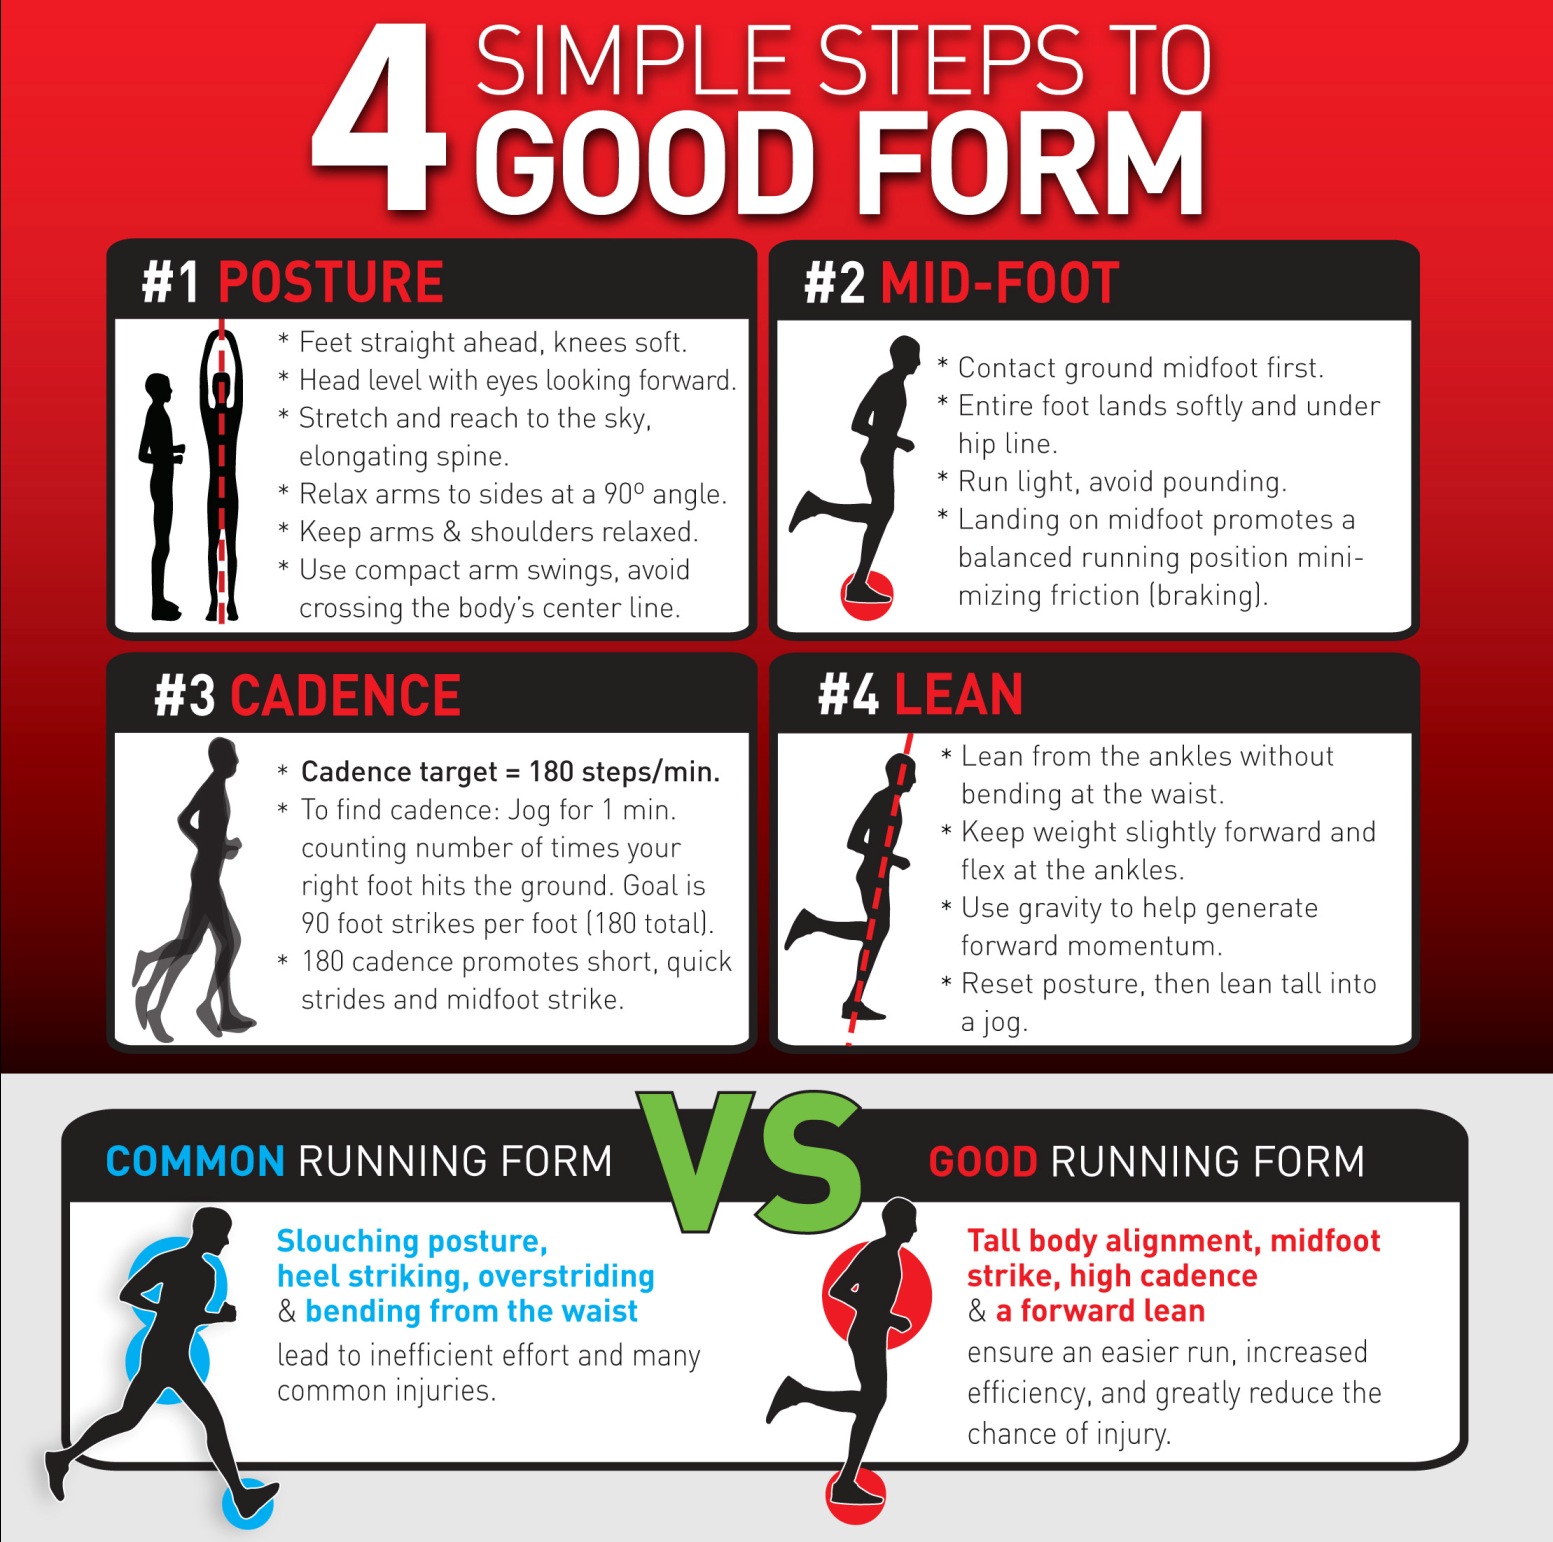 4 SIMPLE STEPS TO
GOOD FORM
#1 POSTURE
* Feet straight ahead, knees soft.
* Head level with eyes looking forward.
* Stretch and reach to the sky,
elongating spine.
* Relax arms to sides at a 90º angle.
* Keep arms & shoulders relaxed.
* Use compact arm swings, avoid
crossing the body's center line.
#2 MID-FOOT
* Contact ground midfoot first.
* Entire foot lands softly and under
hip line.
* Run light, avoid pounding.
* Landing on midfoot promotes a
balanced running position mini-
mizing friction (braking).
#3 CADENCE
* Cadence target = 180 steps/min.
* To find cadence: Jog for 1 min.
counting number of times your
right foot hits the ground. Goal is
90 foot strikes per foot (180 total).
* 180 cadence promotes short, quick
strides and midfoot strike.
#4 LEAN
* Lean from the ankles without
bending at the waist.
* Keep weight slightly forward and
flex at the ankles.
* Use gravity to help generate
forward momentum.
* Reset posture, then lean tall into
a jog.
COMMON RUNNING FORM
VS
GOOD RUNNING FORM
Slouching posture,
heel striking, overstriding
& bending from the waist
lead to inefficient effort and many
common injuries.
Tall body alignment, midfoot
strike, high cadence
& a forward lean
ensure an easier run, increased
efficiency, and greatly reduce the
chance of injury.